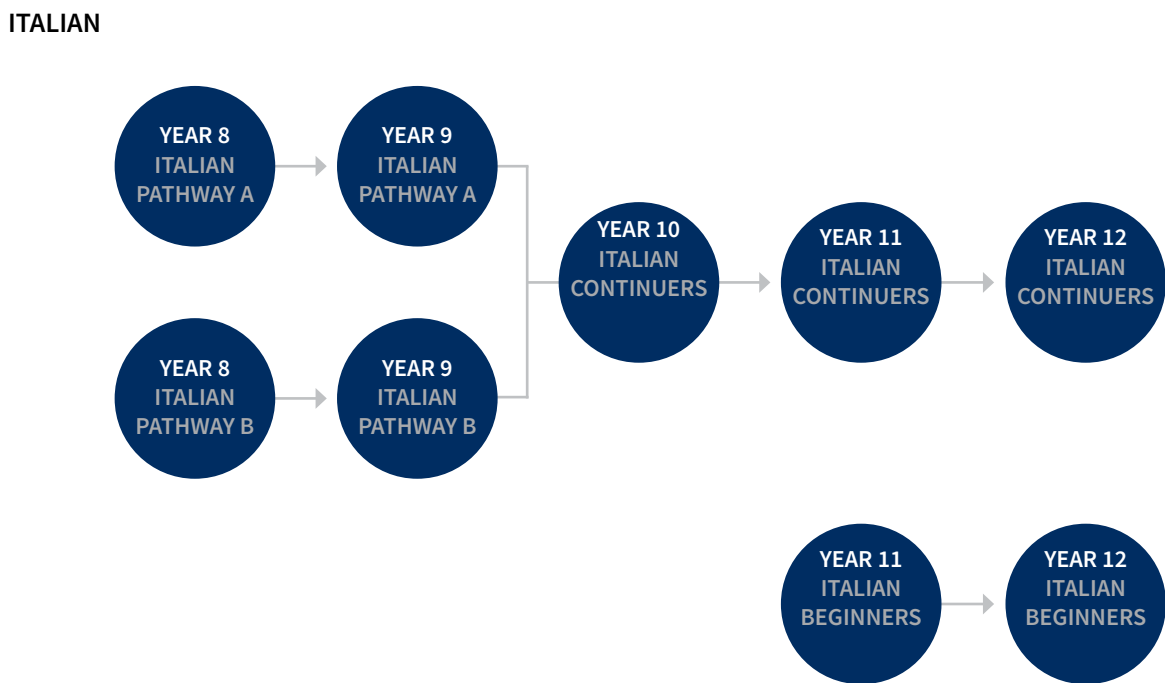 ITALIAN
YEAR 8
ITALIAN
PATHWAY A
YEAR 9
ITALIAN
PATHWAY A
YEAR 8
ITALIAN
PATHWAY B
YEAR 9
ITALIAN
PATHWAY B
YEAR 10
ITALIAN
CONTINUERS
YEAR 11
ITALIAN
CONTINUERS
YEAR 12
ITALIAN
CONTINUERS
YEAR 11
ITALIAN
BEGINNERS
YEAR 12
ITALIAN
BEGINNERS